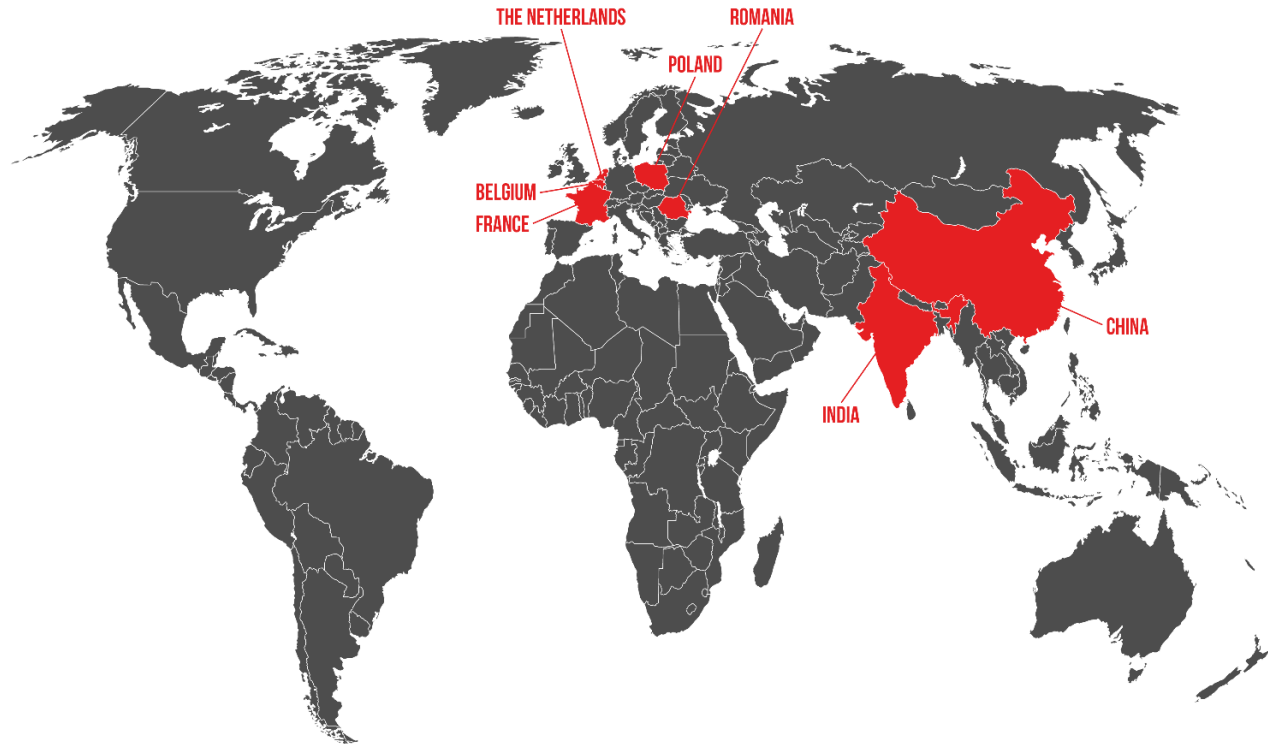 THE NETHERLANDS
ROMANIA
POLAND
BELGIUM
FRANCE
CHINA
INDIA